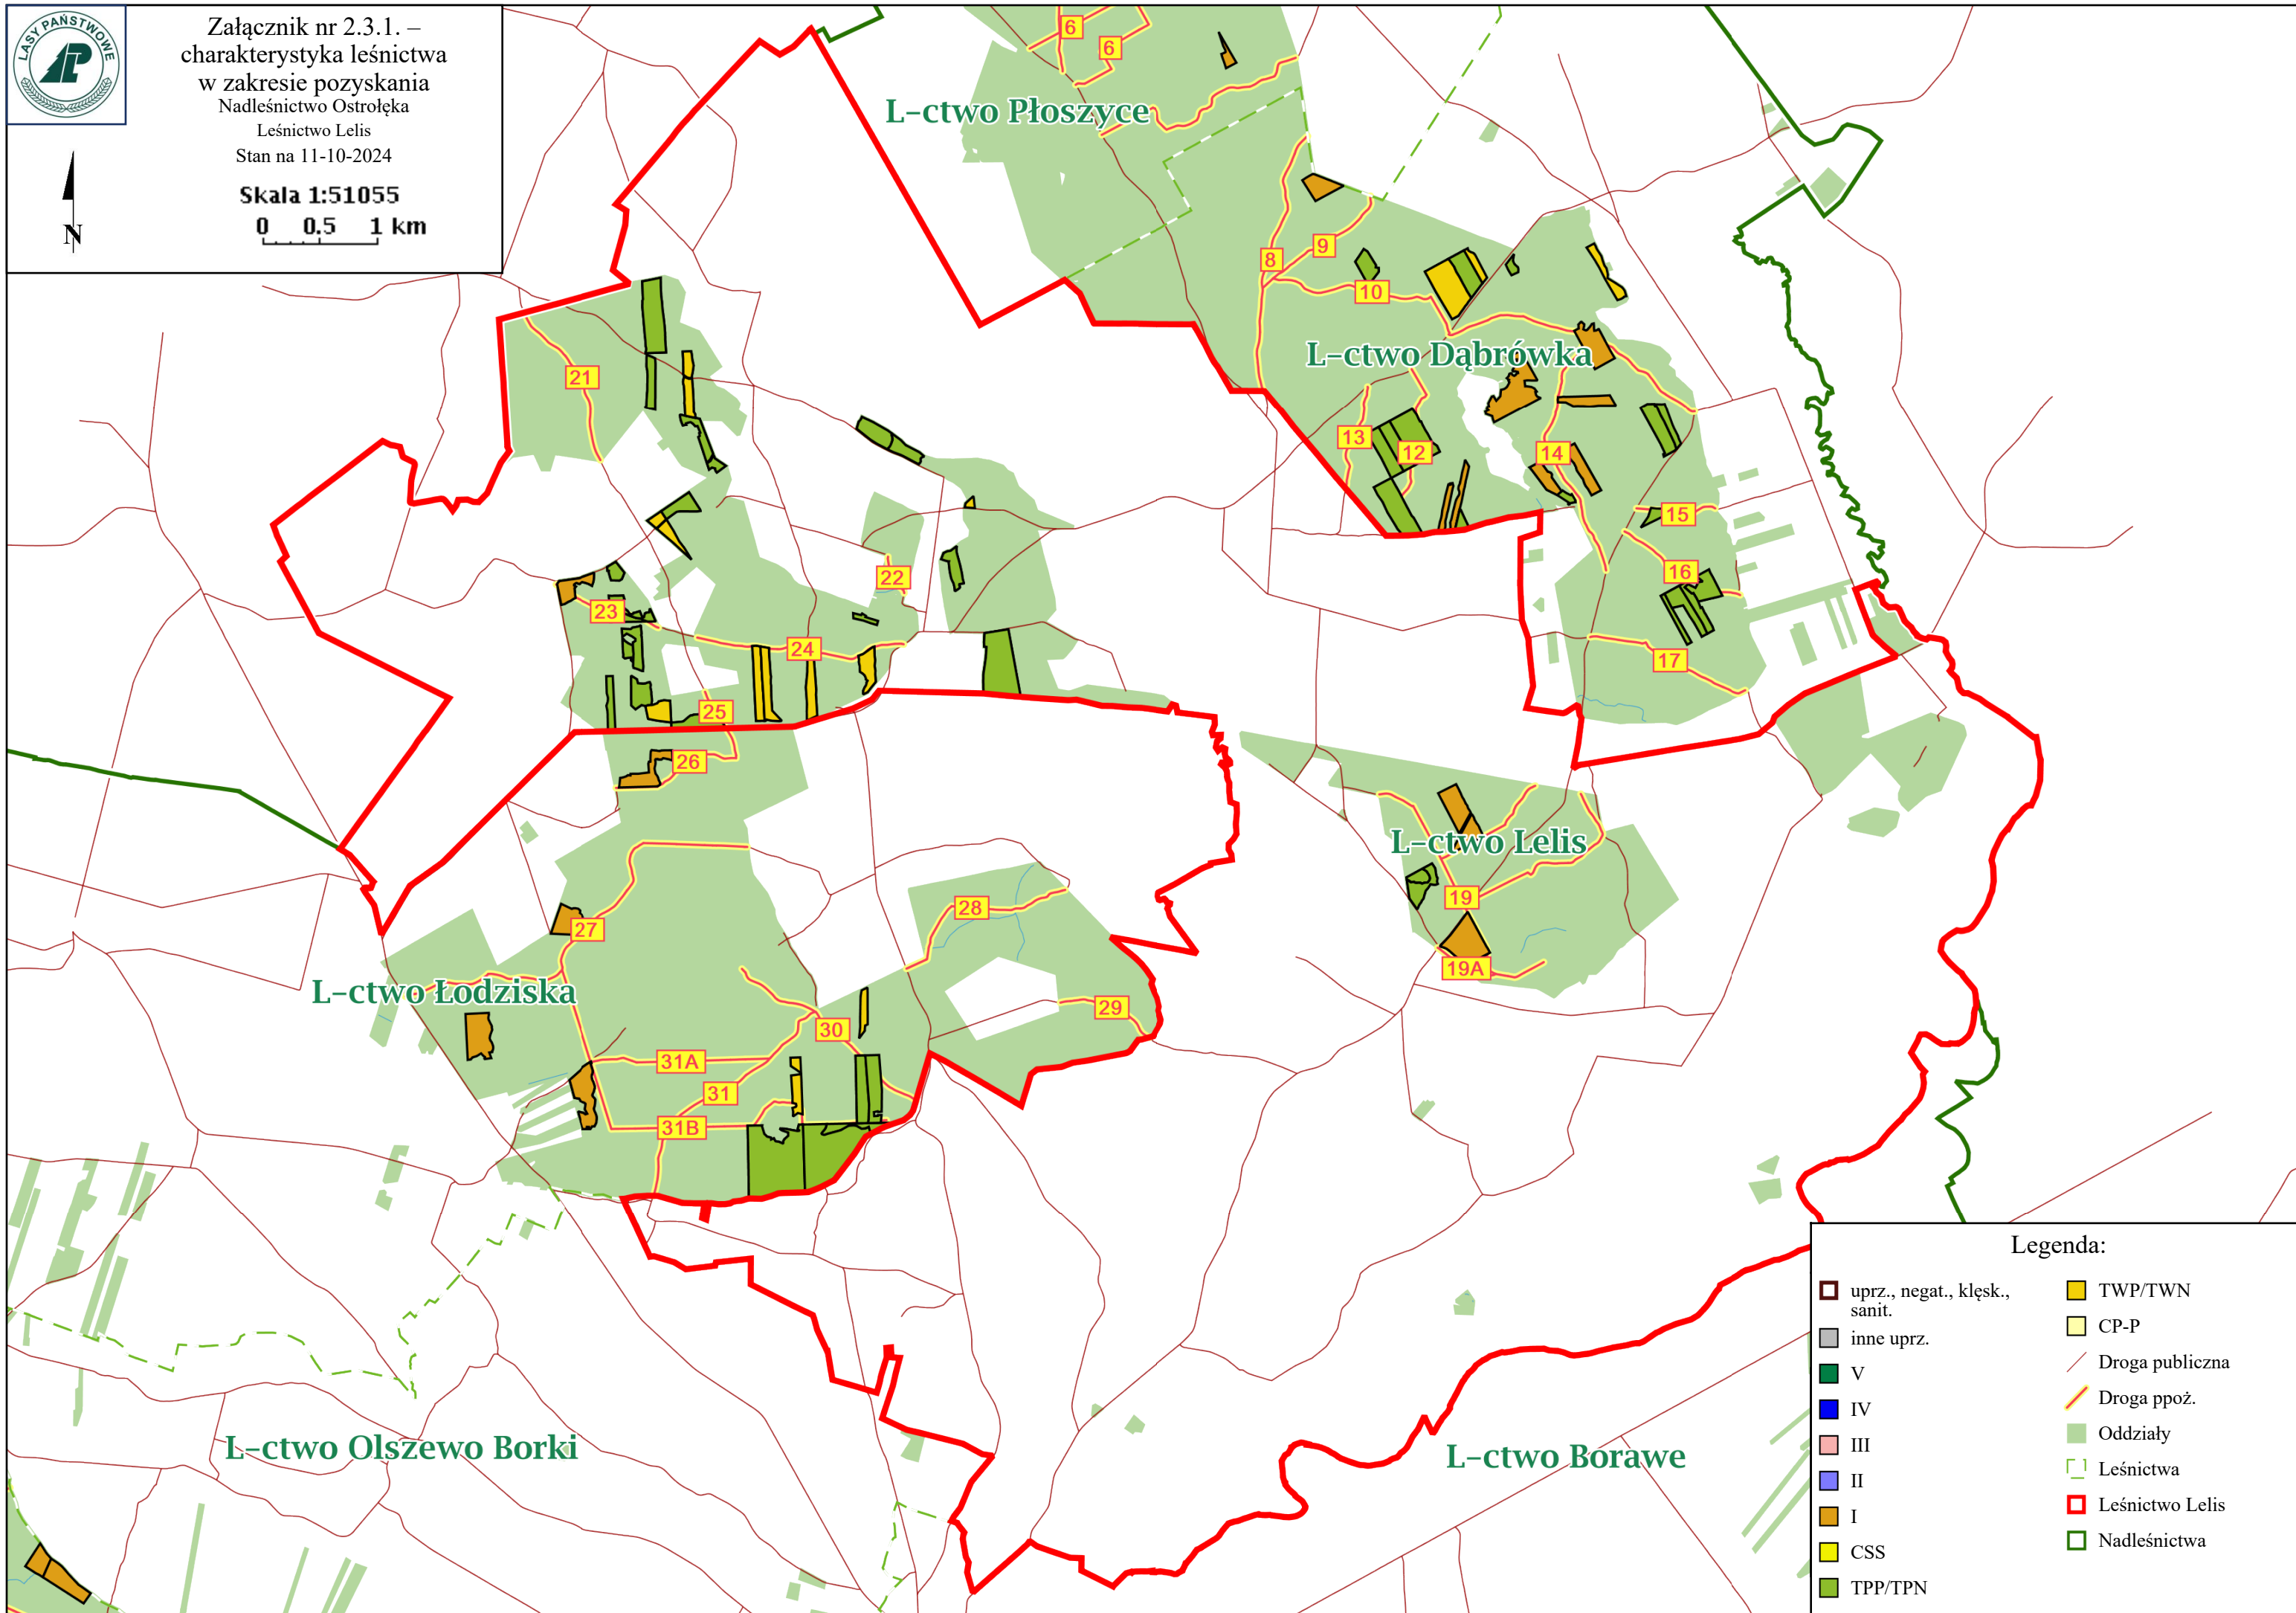 LASY PAŃSTWOWE
Załącznik nr 2.3.1. –
charakterystyka leśnictwa
w zakresie pozyskania
Nadleśnictwo Ostrołęka
Leśnictwo Lelis
Stan na 11-10-2024
Skala 1:51055
0 0.5 1 km
N
6
6
L-ctwo Płoszyce
8
9
10
L-ctwo Dąbrówka
21
13
12
14
15
22
16
23
24
17
25
26
L-ctwo Lelis
19
28
27
19A
L-ctwo Łodziska
29
30
31A
31
31B
L-ctwo Olszewo Borki
L-ctwo Borawe
Legenda:
uprz., negat., klęsk.,
sanit.
inne uprz.
V
IV
III
II
I
CSS
TPP/TPN
TWP/TWN
CP-P
Droga publiczna
Droga ppoż.
Oddziały
Leśnictwa
Leśnictwo Lelis
Nadleśnictwa